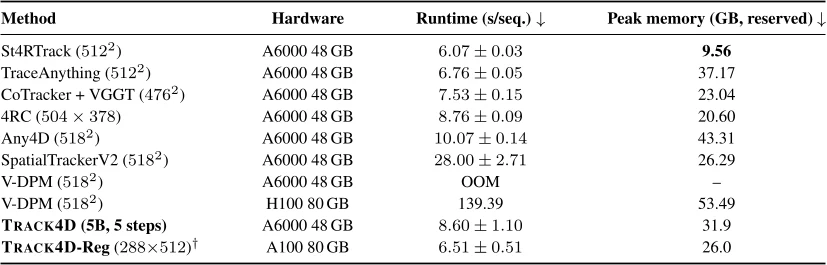 Method Hardware Runtime (s/seq.) ↓ Peak memory (GB, reserved) ↓
St4RTrack (512²) A6000 48 GB 6.07 ± 0.03 9.56
TraceAnything (512²) A6000 48 GB 6.76 ± 0.05 37.17
CoTracker + VGGT (476²) A6000 48 GB 7.53 ± 0.15 23.04
4RC (504 × 378) A6000 48 GB 8.76 ± 0.09 20.60
Any4D (518²) A6000 48 GB 10.07 ± 0.14 43.31
SpatialTrackerV2 (518²) A6000 48 GB 28.00 ± 2.71 26.29
V-DPM (518²) A6000 48 GB OOM –
V-DPM (518²) H100 80 GB 139.39 53.49
TRACK4D (5B, 5 steps) A6000 48 GB 8.60 ± 1.10 31.9
TRACK4D-Reg (288×512)† A100 80 GB 6.51 ± 0.51 26.0